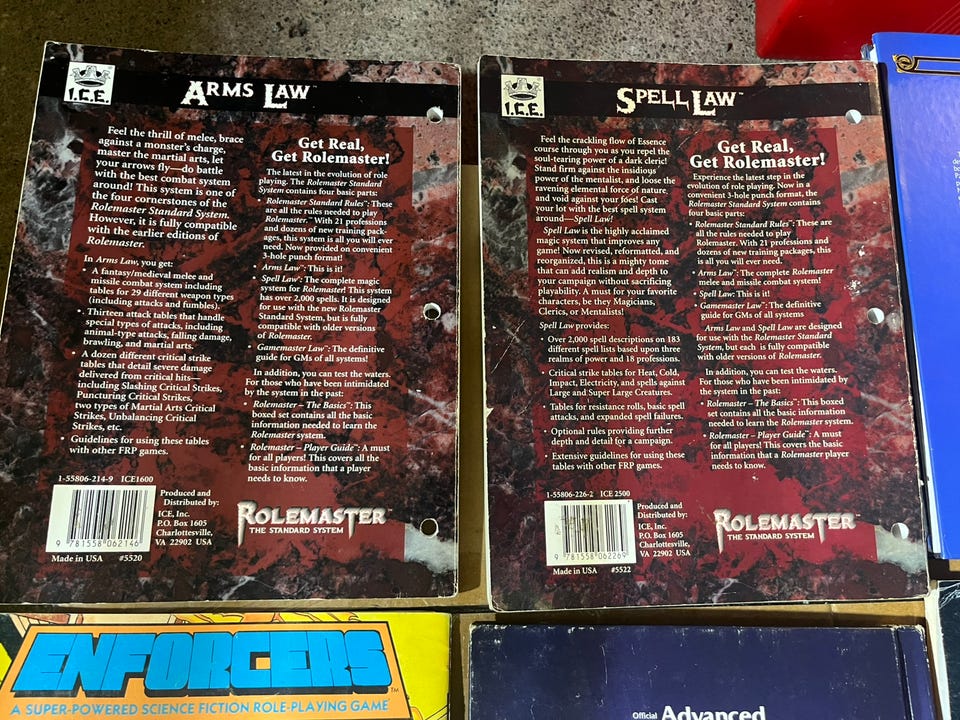 I.C.E.
ARMS LAW™
Feel the thrill of melee, brace
against a monster's charge,
master the martial arts, let
your arrows fly—do battle
with the best combat system
around! This system is one of
the four cornerstones of the
Rolemaster Standard System.
However, it is fully compatible
with the earlier editions of
Rolemaster.
In Arms Law, you get:
• A fantasy/medieval melee and
missile combat system including
tables for 29 different weapon types
(including attacks and fumbles).
• Thirteen attack tables that handle
special types of attacks, including
animal-type attacks, falling damage,
brawling, and martial arts.
• A dozen different critical strike
tables that detail severe damage
delivered from critical hits—
including Slashing Critical Strikes,
Puncturing Critical Strikes,
two types of Martial Arts Critical
Strikes, Unbalancing Critical
Strikes, etc.
• Guidelines for using these tables
with other FRP games.
Get Real,
Get Rolemaster!
The latest in the evolution of role
playing. The Rolemaster Standard
System contains four basic parts:
• Rolemaster Standard Rules™: These
are all the rules needed to play
Rolemaster.™ With 21 professions
and dozens of new training pack-
ages, this system is all you will ever
need. Now provided on convenient
3-hole punch format!
• Arms Law™: This is it!
• Spell Law™: The complete magic
system for Rolemaster! This system
has over 2,000 spells. It is designed
for use with the new Rolemaster
Standard System, but is fully
compatible with older versions
of Rolemaster.
• Gamemaster Law™: The definitive
guide for GMs of all systems!
In addition, you can test the waters.
For those who have been intimidated
by the system in the past:
• Rolemaster – The Basics™: This
boxed set contains all the basic
information needed to learn the
Rolemaster system.
• Rolemaster – Player Guide™: A must
for all players! This covers all the
basic information that a player
needs to know.
1-55806-214-9 ICE1600
9 781558 062146
Made in USA #5520
Produced and
Distributed by:
ICE, Inc.
P.O. Box 1605
Charlottesville,
VA 22902 USA
ROLEMASTER™
THE STANDARD SYSTEM
I.C.E.
SPELL LAW™
Feel the crackling flow of Essence
course through you as you repel the
soul-tearing power of a dark cleric!
Stand firm against the insidious
power of the mentalist, and loose the
ravening elemental force of nature
and void against your foes! Cast
your lot with the best spell system
around—Spell Law!
Spell Law is the highly acclaimed
magic system that improves any
game! Now revised, reformatted, and
reorganized, this is a mighty tome
that can add realism and depth to
your campaign without sacrificing
playability. A must for your favorite
characters, be they Magicians,
Clerics, or Mentalists!
Spell Law provides:
• Over 2,000 spell descriptions on 183
different spell lists based upon three
realms of power and 18 professions.
• Critical strike tables for Heat, Cold,
Impact, Electricity, and spells against
Large and Super Large Creatures.
• Tables for resistance rolls, basic spell
attacks, and expanded spell failures.
• Optional rules providing further
depth and detail for a campaign.
• Extensive guidelines for using these
tables with other FRP games.
Get Real,
Get Rolemaster!
Experience the latest step in the
evolution of role playing. Now in a
convenient 3-hole punch format, the
Rolemaster Standard System contains
four basic parts:
• Rolemaster Standard Rules™: These are
all the rules needed to play
Rolemaster. With 21 professions and
dozens of new training packages, this
is all you will ever need.
• Arms Law™: The complete Rolemaster
melee and missile combat system!
• Spell Law: This is it!
• Gamemaster Law™: The definitive
guide for GMs of all systems!
Arms Law and Spell Law are designed
for use with the Rolemaster Standard
System, but each is fully compatible
with older versions of Rolemaster.
In addition, you can test the waters.
For those who have been intimidated by
the system in the past:
• Rolemaster – The Basics™: This boxed
set contains all the basic information
needed to learn the Rolemaster system.
• Rolemaster – Player Guide™: A must
for all players! This covers the basic
information that a Rolemaster player
needs to know.
1-55806-226-2 ICE 2500
9 781558 062269
Made in USA #5522
Produced and
Distributed by:
ICE, Inc.
P.O. Box 1605
Charlottesville,
VA 22902 USA
ROLEMASTER™
THE STANDARD SYSTEM
ENFORCERS™
A SUPER-POWERED SCIENCE FICTION ROLE-PLAYING GAME
Official Advanced